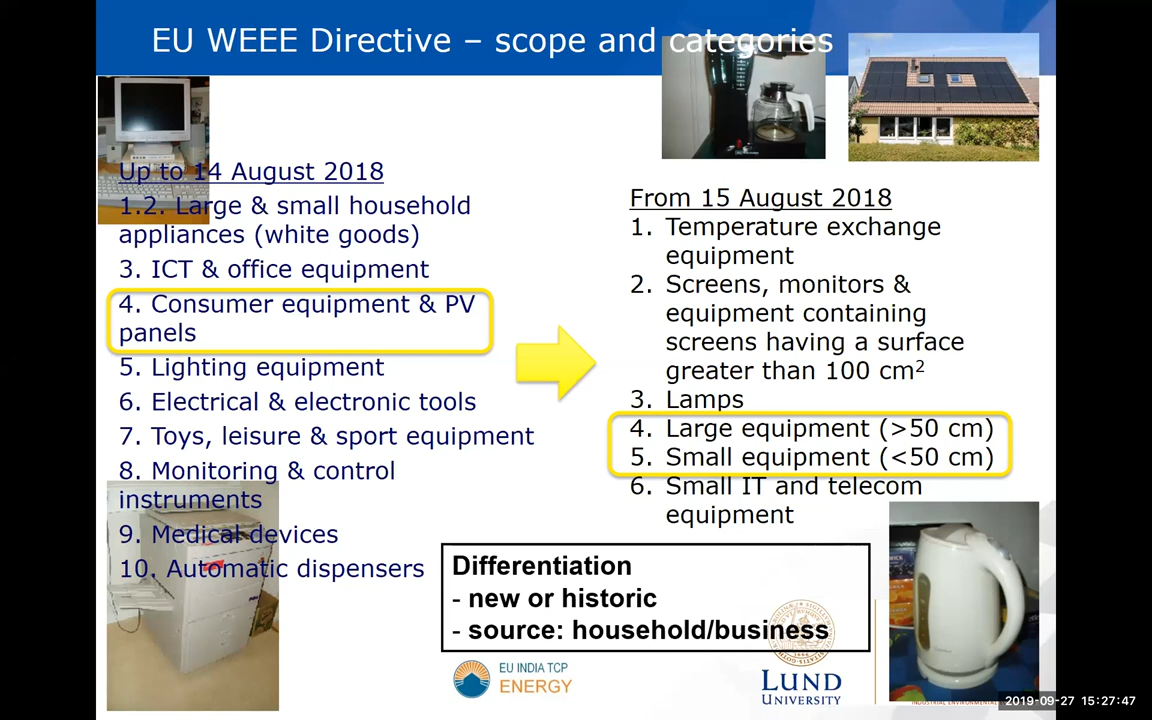 EU WEEE Directive – scope and categories
Up to 14 August 2018
1.2. Large & small household
appliances (white goods)
3. ICT & office equipment
4. Consumer equipment & PV
panels
5. Lighting equipment
6. Electrical & electronic tools
7. Toys, leisure & sport equipment
8. Monitoring & control
instruments
9. Medical devices
10. Automatic dispensers
From 15 August 2018
1. Temperature exchange
equipment
2. Screens, monitors &
equipment containing
screens having a surface
greater than 100 cm²
3. Lamps
4. Large equipment (>50 cm)
5. Small equipment (<50 cm)
6. Small IT and telecom
equipment
Differentiation
- new or historic
- source: household/business
EU INDIA TCP
ENERGY
LUND
UNIVERSITY
2019-09-27 15:27:47